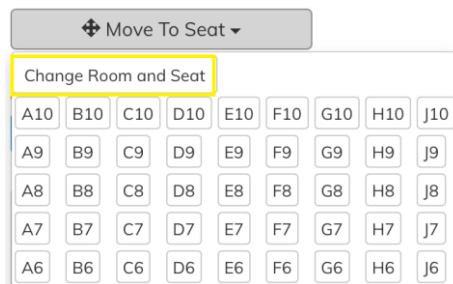 Move To Seat
Change Room and Seat
A10 B10 C10 D10 E10 F10 G10 H10 J10
A9 B9 C9 D9 E9 F9 G9 H9 J9
A8 B8 C8 D8 E8 F8 G8 H8 J8
A7 B7 C7 D7 E7 F7 G7 H7 J7
A6 B6 C6 D6 E6 F6 G6 H6 J6